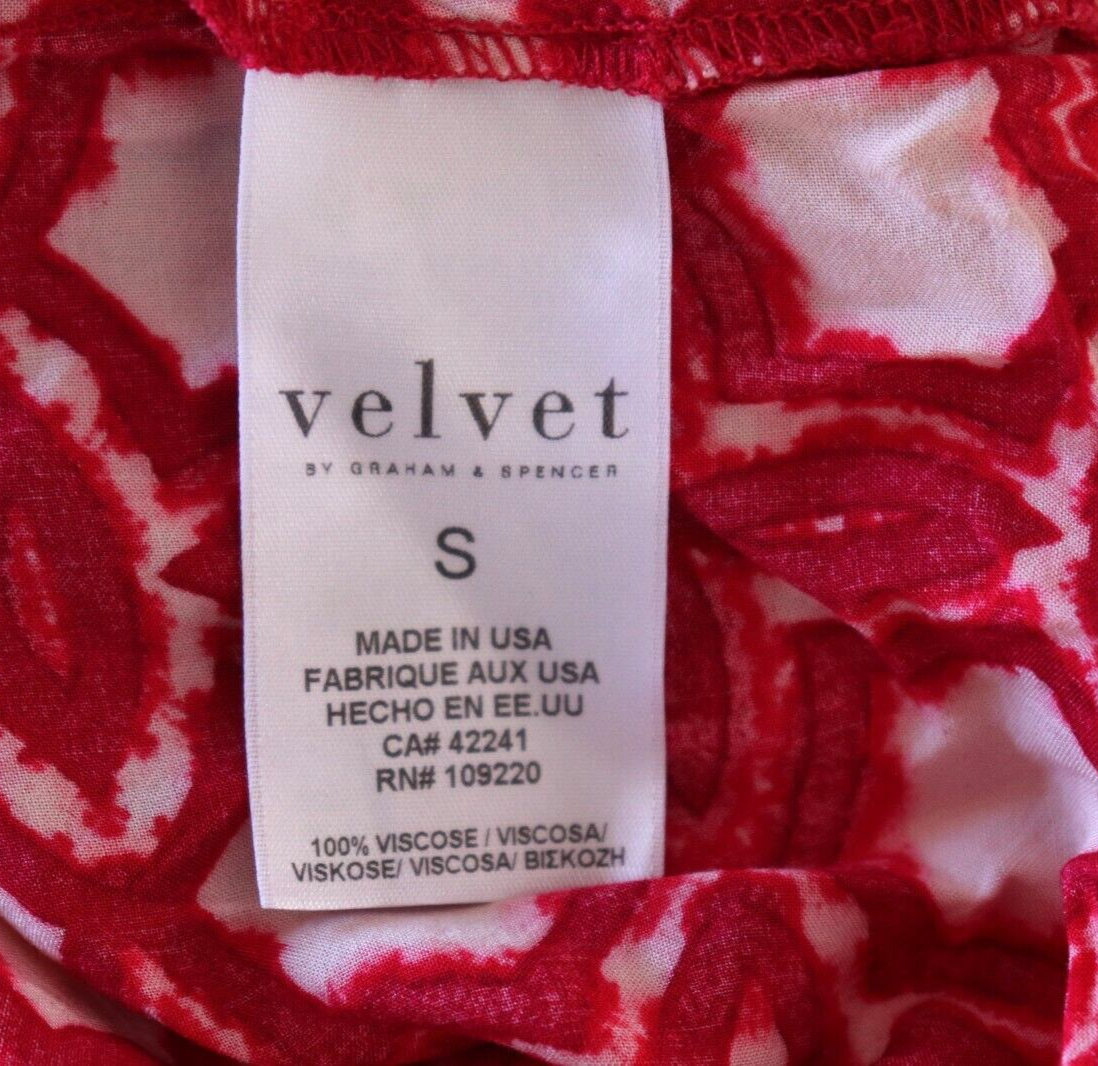 velvet
BY GRAHAM & SPENCER
S
MADE IN USA
FABRIQUE AUX USA
HECHO EN EE.UU
CA# 42241
RN# 109220
100% VISCOSE / VISCOSA/
VISKOSE/ VISCOSA/ ΒΙΣΚΟΖΗ